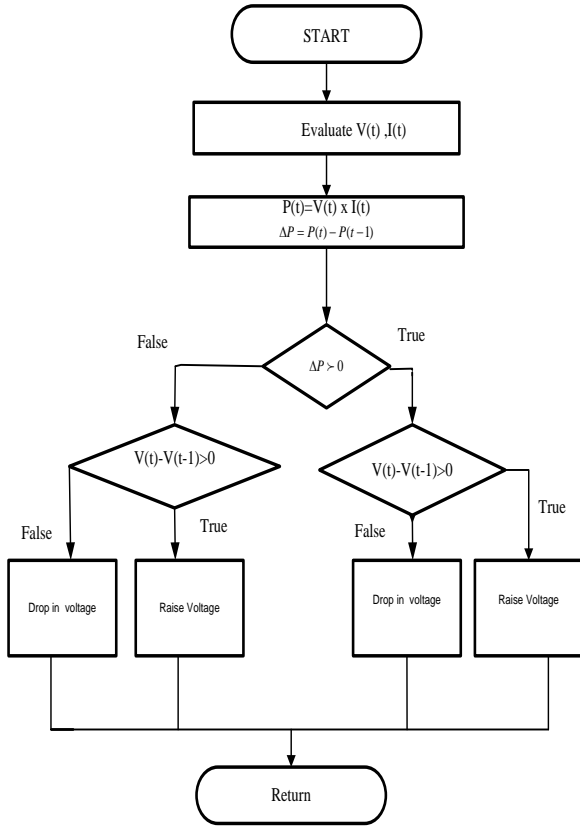 START
Evaluate V(t) ,I(t)
P(t)=V(t) x I(t)
ΔP = P(t) − P(t −1)
False
True
ΔP ≻ 0
V(t)-V(t-1)>0
V(t)-V(t-1)>0
False
True
False
True
Drop in voltage
Raise Voltage
Drop in voltage
Raise Voltage
Return